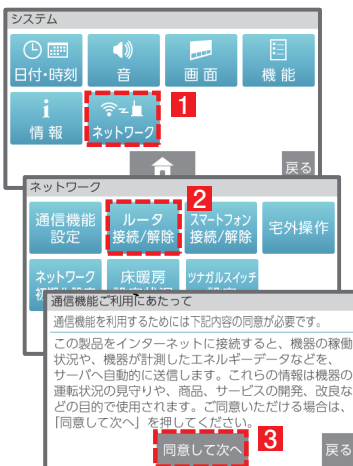 システム
日付・時刻
音
画面
機能
情報
ネットワーク
1
戻る
ネットワーク
2
通信機能
設定
ルータ
接続/解除
スマートフォン
接続/解除
宅外操作
ネットワーク
床暖房
ツナガルスイッチ
通信機能ご利用にあたって
通信機能を利用するためには下記内容の同意が必要です。
この製品をインターネットに接続すると、機器の稼働
状況や、機器が計測したエネルギーデータなどを、
サーバへ自動的に送信します。これらの情報は機器の
運転状況の見守りや、商品、サービスの開発、改良な
どの目的で使用されます。ご同意いただける場合は、
「同意して次へ」を押してください。
3
同意して次へ
戻る